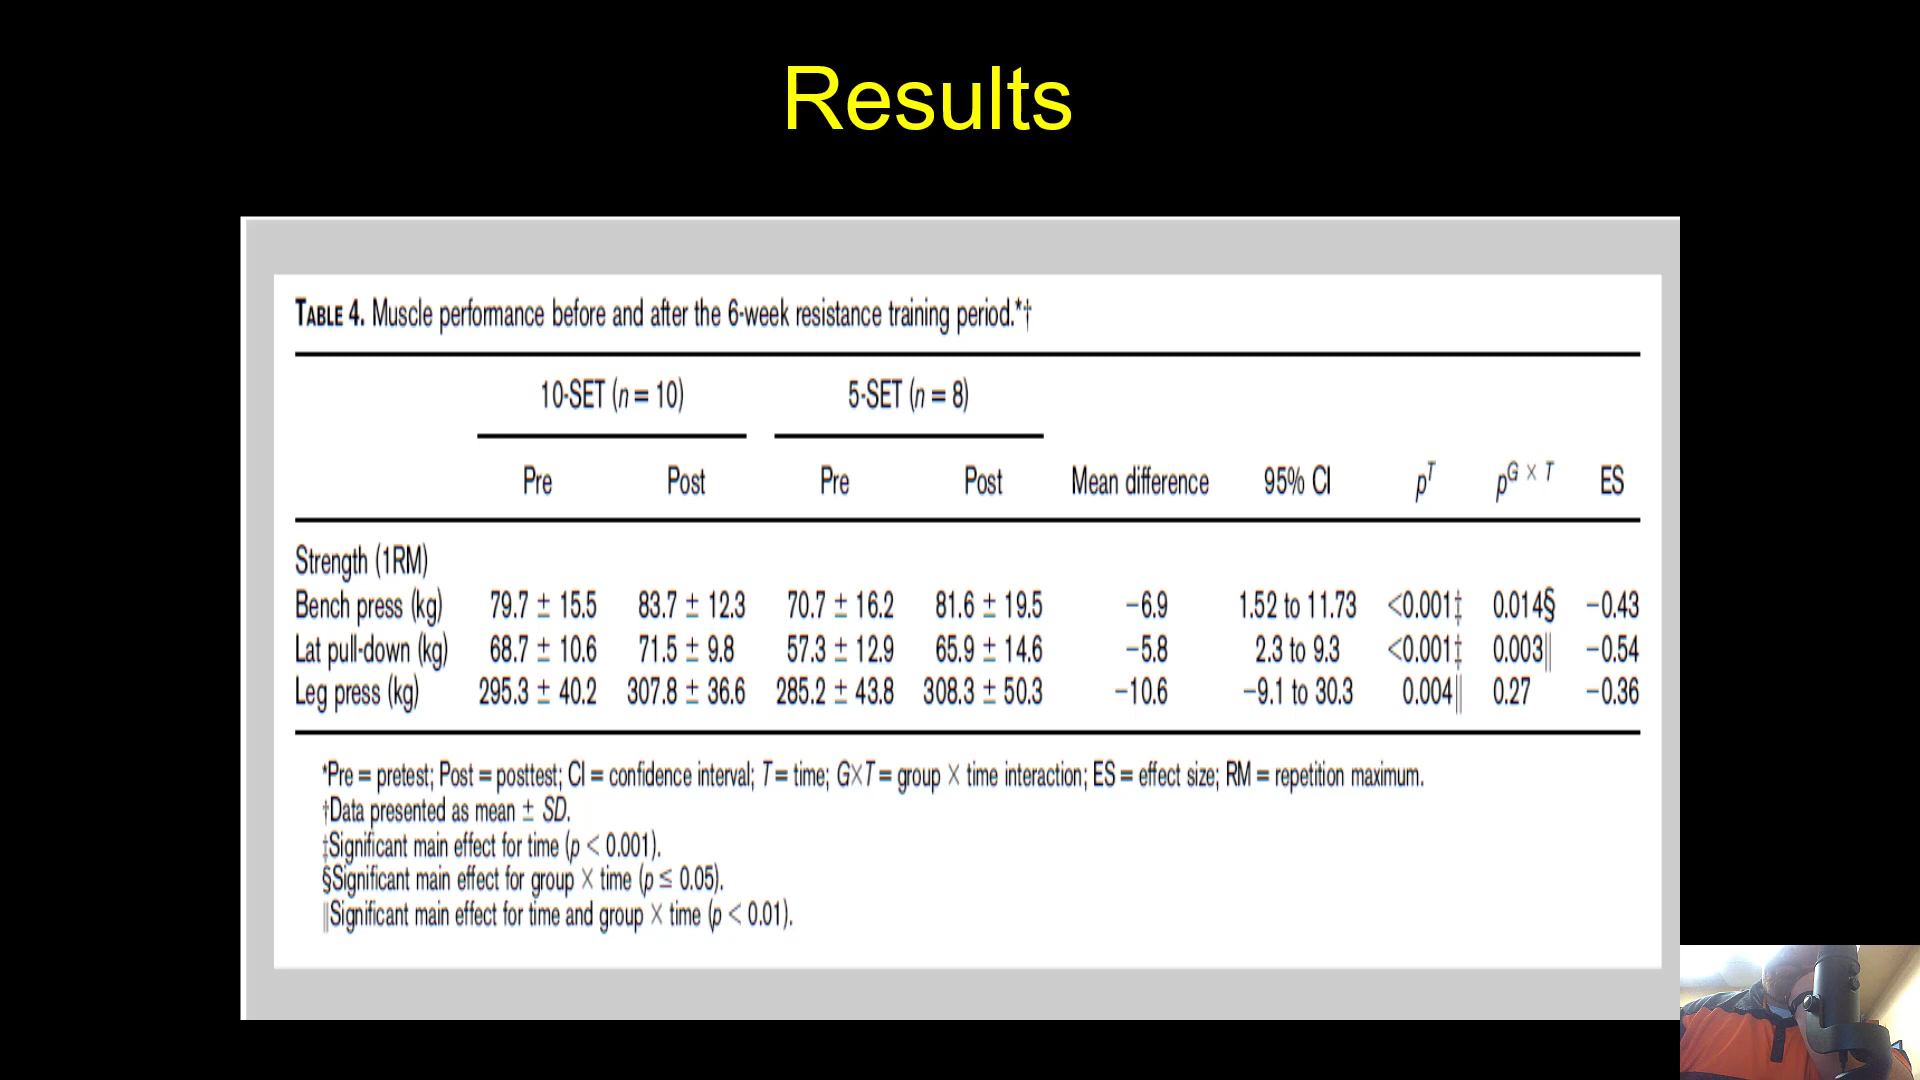 Results
TABLE 4. Muscle performance before and after the 6-week resistance training period.*†
10-SET (n = 10) 5-SET (n = 8)
Pre Post Pre Post Mean difference 95% CI pT pG × T ES
Strength (1RM)
Bench press (kg) 79.7 ± 15.5 83.7 ± 12.3 70.7 ± 16.2 81.6 ± 19.5 −6.9 1.52 to 11.73 <0.001‡ 0.014§ −0.43
Lat pull-down (kg) 68.7 ± 10.6 71.5 ± 9.8 57.3 ± 12.9 65.9 ± 14.6 −5.8 2.3 to 9.3 <0.001‡ 0.003‖ −0.54
Leg press (kg) 295.3 ± 40.2 307.8 ± 36.6 285.2 ± 43.8 308.3 ± 50.3 −10.6 −9.1 to 30.3 0.004‖ 0.27 −0.36
*Pre = pretest; Post = posttest; CI = confidence interval; T = time; G×T = group × time interaction; ES = effect size; RM = repetition maximum.
†Data presented as mean ± SD.
‡Significant main effect for time (p < 0.001).
§Significant main effect for group × time (p ≤ 0.05).
‖Significant main effect for time and group × time (p < 0.01).